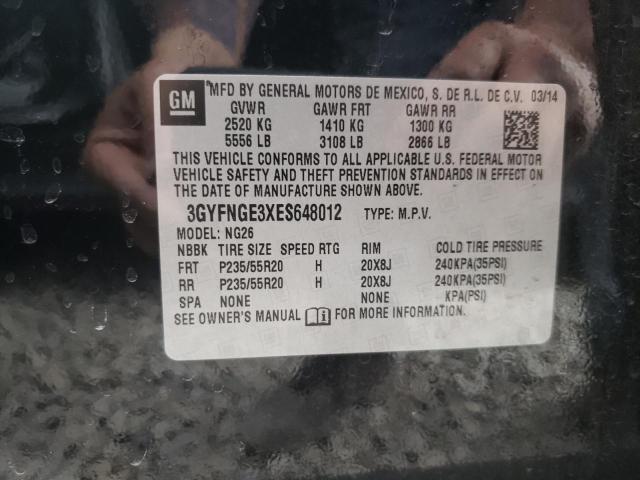 GM
MFD BY GENERAL MOTORS DE MEXICO, S. DE R.L. DE C.V. 03/14
GVWR GAWR FRT GAWR RR
2520 KG 1410 KG 1300 KG
5556 LB 3108 LB 2866 LB
THIS VEHICLE CONFORMS TO ALL APPLICABLE U.S. FEDERAL MOTOR
VEHICLE SAFETY AND THEFT PREVENTION STANDARDS IN EFFECT ON
THE DATE OF MANUFACTURE SHOWN ABOVE.
3GYFNGE3XES648012 TYPE: M.P.V.
MODEL: NG26
NBBK TIRE SIZE SPEED RTG RIM COLD TIRE PRESSURE
FRT P235/55R20 H 20X8J 240KPA(35PSI)
RR P235/55R20 H 20X8J 240KPA(35PSI)
SPA NONE NONE KPA(PSI)
SEE OWNER'S MANUAL FOR MORE INFORMATION.